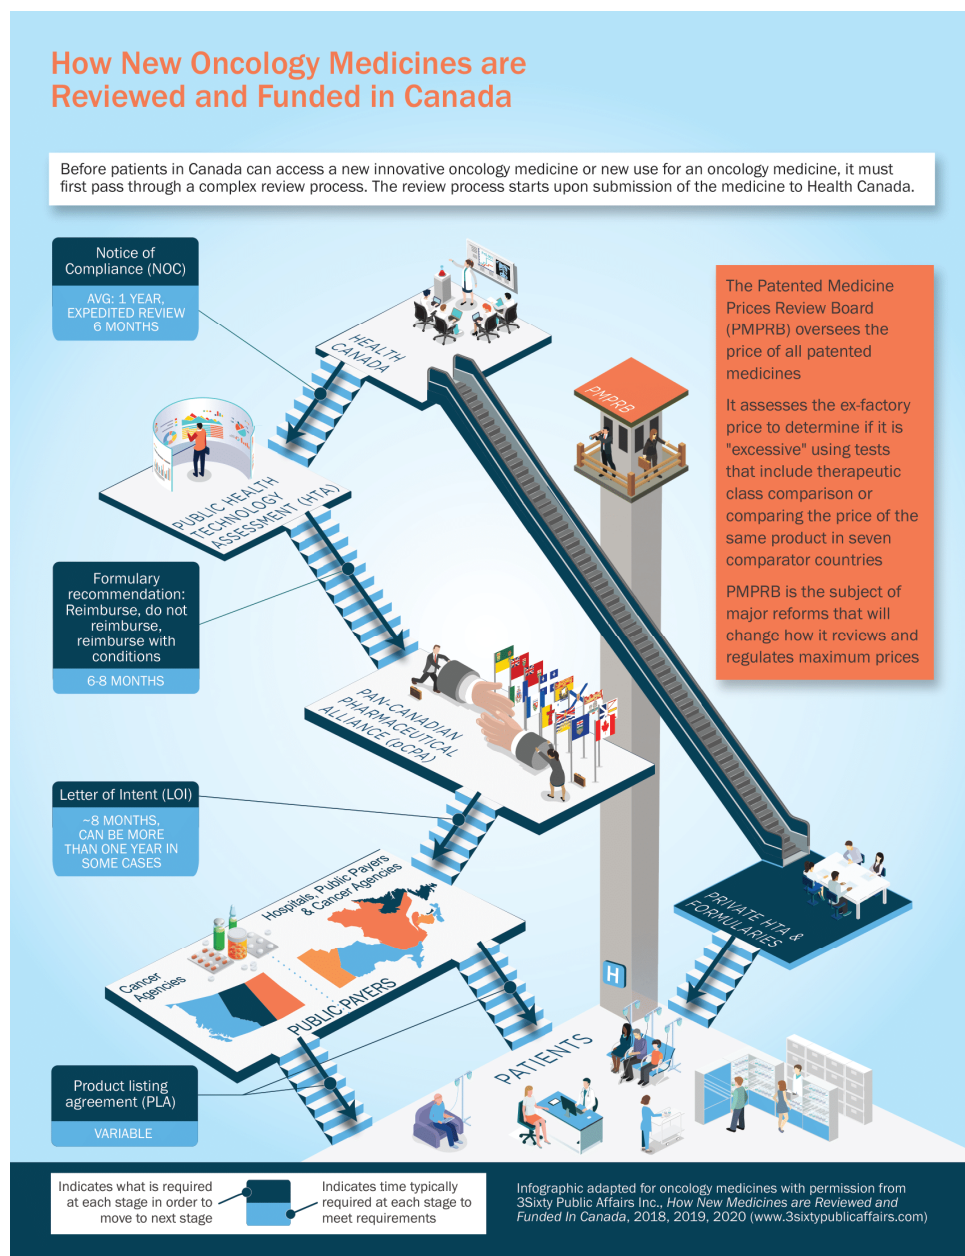 How New Oncology Medicines are
Reviewed and Funded in Canada
Before patients in Canada can access a new innovative oncology medicine or new use for an oncology medicine, it must
first pass through a complex review process. The review process starts upon submission of the medicine to Health Canada.
Notice of
Compliance (NOC)
AVG: 1 YEAR,
EXPEDITED REVIEW
6 MONTHS
HEALTH
CANADA
The Patented Medicine
Prices Review Board
(PMPRB) oversees the
price of all patented
medicines
It assesses the ex-factory
price to determine if it is
"excessive" using tests
that include therapeutic
class comparison or
comparing the price of the
same product in seven
comparator countries
PMPRB is the subject of
major reforms that will
change how it reviews and
regulates maximum prices
PMPRB
PUBLIC HEALTH
TECHNOLOGY
ASSESSMENT (HTA)
Formulary
recommendation:
Reimburse, do not
reimburse,
reimburse with
conditions
6-8 MONTHS
PAN-CANADIAN
PHARMACEUTICAL
ALLIANCE (pCPA)
Letter of Intent (LOI)
~8 MONTHS,
CAN BE MORE
THAN ONE YEAR IN
SOME CASES
Hospitals, Public Payers
& Cancer Agencies
Cancer
Agencies
PUBLIC PAYERS
PRIVATE HTA &
FORMULARIES
H
PATIENTS
Product listing
agreement (PLA)
VARIABLE
Indicates what is required
at each stage in order to
move to next stage
Indicates time typically
required at each stage to
meet requirements
Infographic adapted for oncology medicines with permission from
3Sixty Public Affairs Inc., How New Medicines are Reviewed and
Funded In Canada, 2018, 2019, 2020 (www.3sixtypublicaffairs.com)